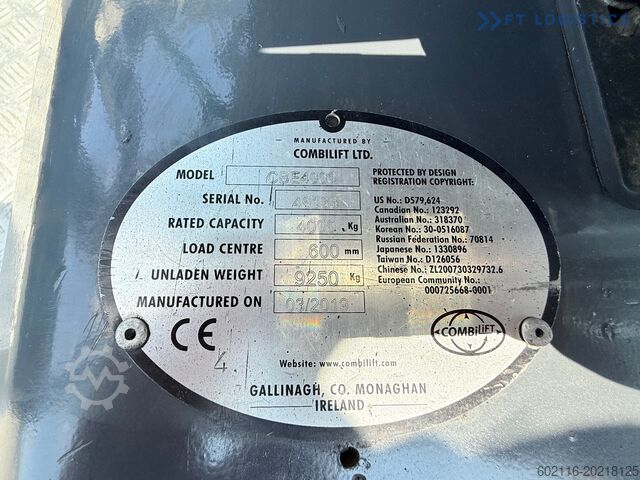 FT LOGISTIC
MANUFACTURED BY
COMBILIFT LTD.
MODEL
SERIAL No.
RATED CAPACITY Kg
LOAD CENTRE 600 mm
UNLADEN WEIGHT 9250 Kg
MANUFACTURED ON 03/2019
PROTECTED BY DESIGN
REGISTRATION COPYRIGHT:
US No.: D579,624
Canadian No.: 123292
Australian No.: 318370
Korean No.: 30-0516087
Russian Federation No.: 70814
Japanese No.: 1330896
Taiwan No.: D126056
Chinese No.: ZL200730329732.6
European Community No.:
000725668-0001
CE
4
COMBiLIFT
Website: www.combilift.com
GALLINAGH, CO. MONAGHAN
IRELAND
602116-20218125